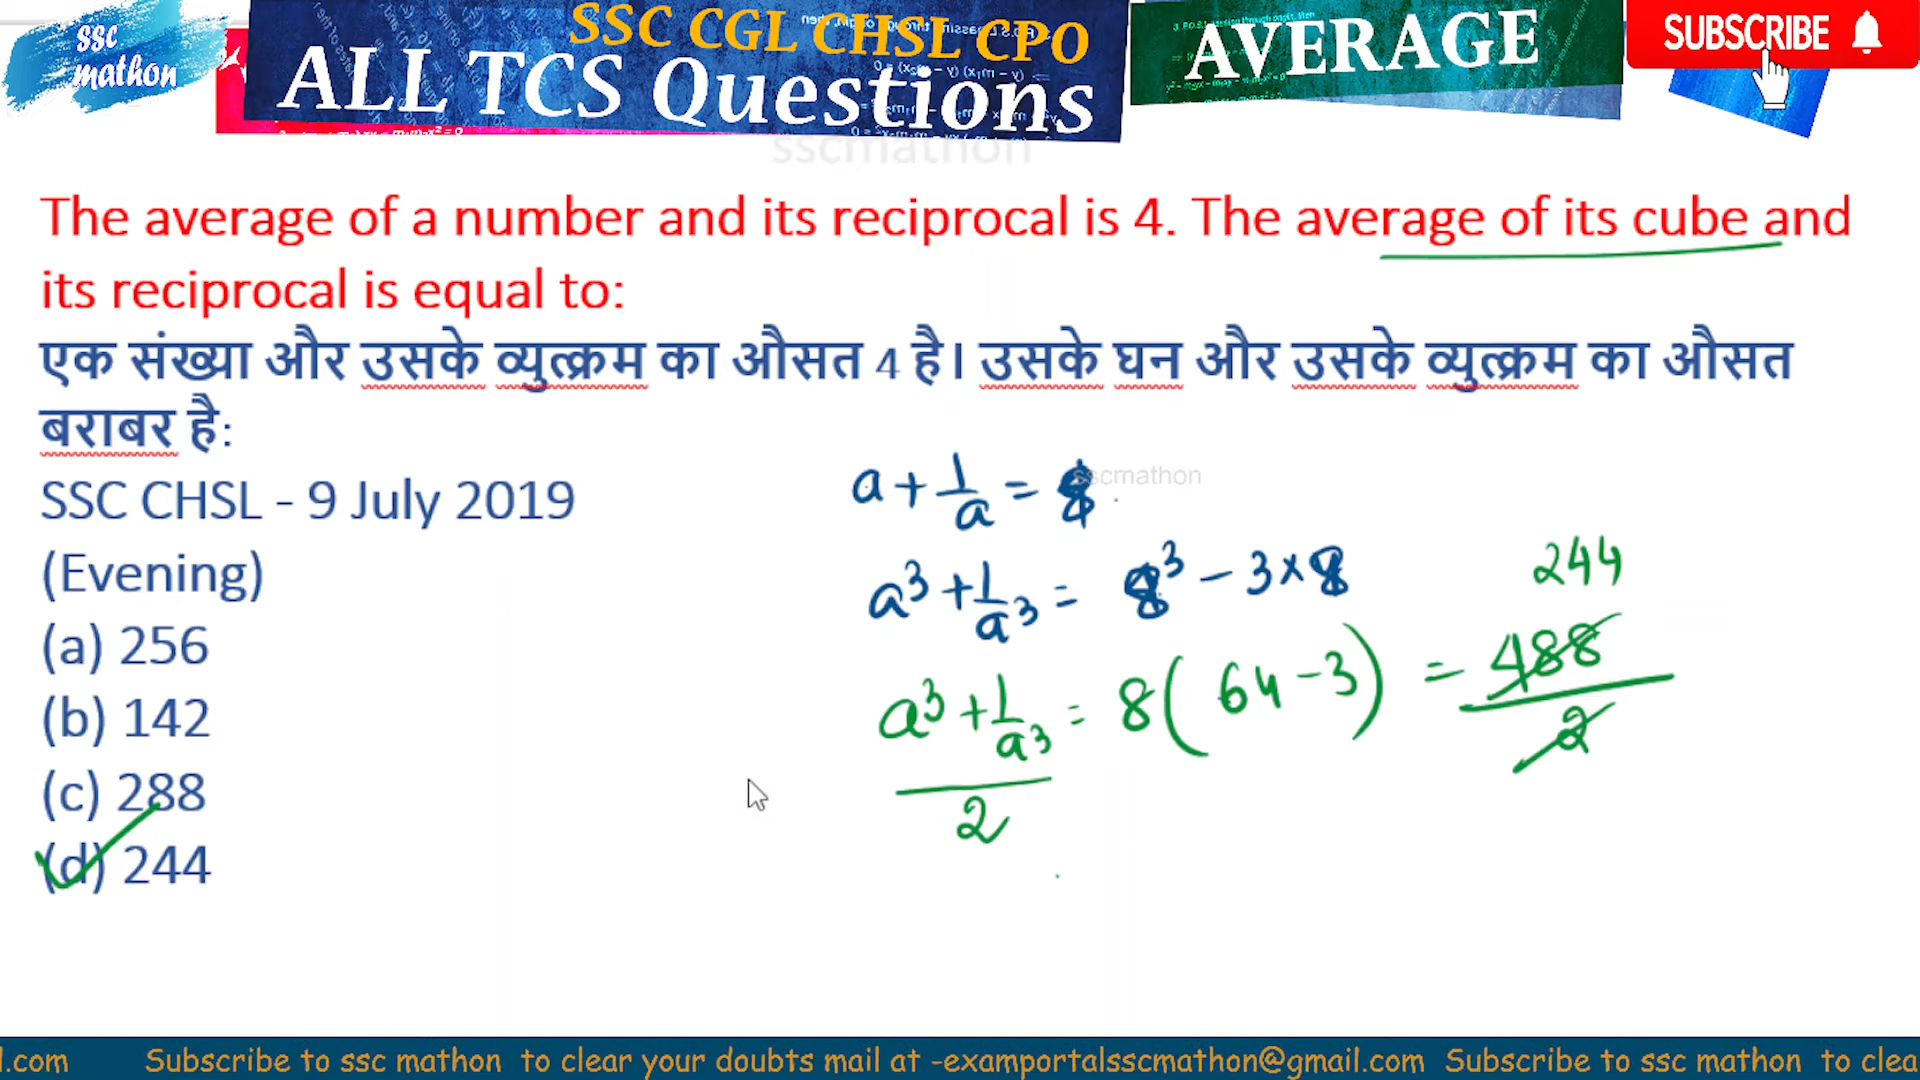 ssc
mathon
SSC CGL CHSL CPO
ALL TCS Questions
AVERAGE
SUBSCRIBE
sscmathon
The average of a number and its reciprocal is 4. The average of its cube and
its reciprocal is equal to:
एक संख्या और उसके व्युत्क्रम का औसत 4 है। उसके घन और उसके व्युत्क्रम का औसत
बराबर है:
SSC CHSL - 9 July 2019
(Evening)
(a) 256
(b) 142
(c) 288
(d) 244
sscmathon
a + 1/a = 8
a³ + 1/a³ = 8³ - 3×8
244
a³ + 1/a³ = 8(64-3) = 488
2 2
l.com Subscribe to ssc mathon to clear your doubts mail at -examportalsscmathon@gmail.com Subscribe to ssc mathon to clea